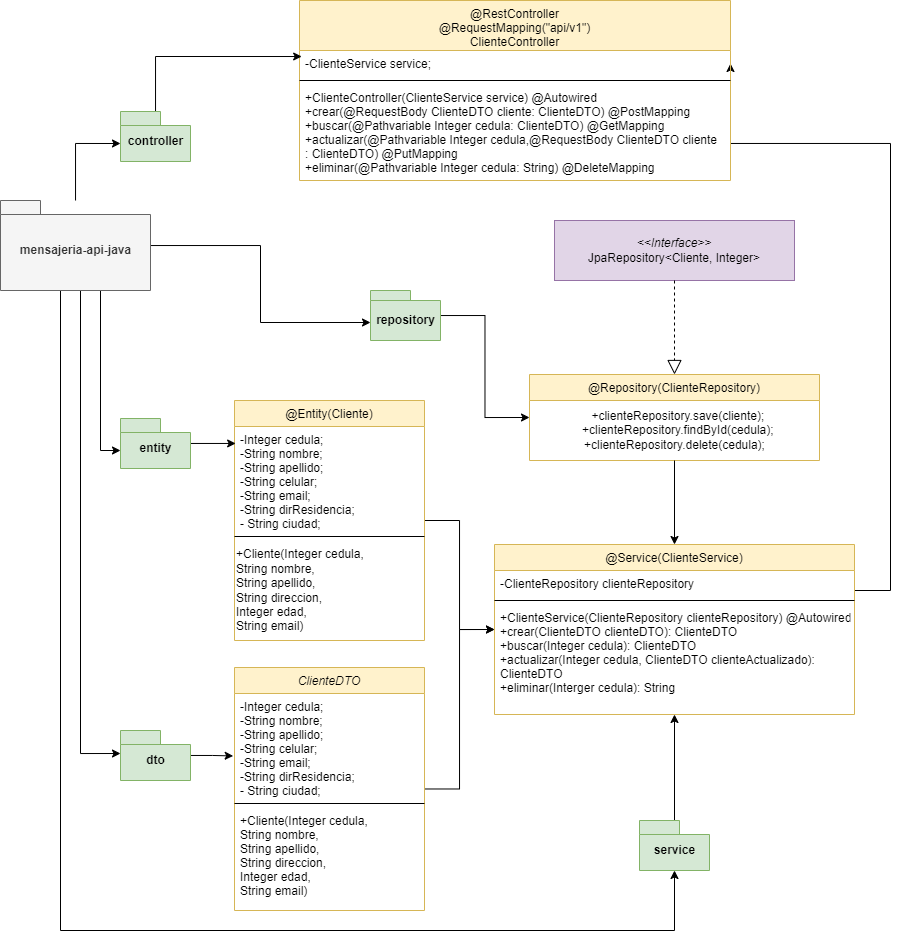 @RestController
@RequestMapping("api/v1")
ClienteController
-ClienteService service;
+ClienteController(ClienteService service) @Autowired
+crear(@RequestBody ClienteDTO cliente: ClienteDTO) @PostMapping
+buscar(@Pathvariable Integer cedula: ClienteDTO) @GetMapping
+actualizar(@Pathvariable Integer cedula,@RequestBody ClienteDTO cliente
: ClienteDTO) @PutMapping
+eliminar(@Pathvariable Integer cedula: String) @DeleteMapping
controller
mensajeria-api-java
<<Interface>>
JpaRepository<Cliente, Integer>
repository
@Repository(ClienteRepository)
+clienteRepository.save(cliente);
+clienteRepository.findById(cedula);
+clienteRepository.delete(cedula);
entity
@Entity(Cliente)
-Integer cedula;
-String nombre;
-String apellido;
-String celular;
-String email;
-String dirResidencia;
- String ciudad;
+Cliente(Integer cedula,
String nombre,
String apellido,
String direccion,
Integer edad,
String email)
@Service(ClienteService)
-ClienteRepository clienteRepository
+ClienteService(ClienteRepository clienteRepository) @Autowired
+crear(ClienteDTO clienteDTO): ClienteDTO
+buscar(Integer cedula): ClienteDTO
+actualizar(Integer cedula, ClienteDTO clienteActualizado):
ClienteDTO
+eliminar(Interger cedula): String
dto
ClienteDTO
-Integer cedula;
-String nombre;
-String apellido;
-String celular;
-String email;
-String dirResidencia;
- String ciudad;
+Cliente(Integer cedula,
String nombre,
String apellido,
String direccion,
Integer edad,
String email)
service